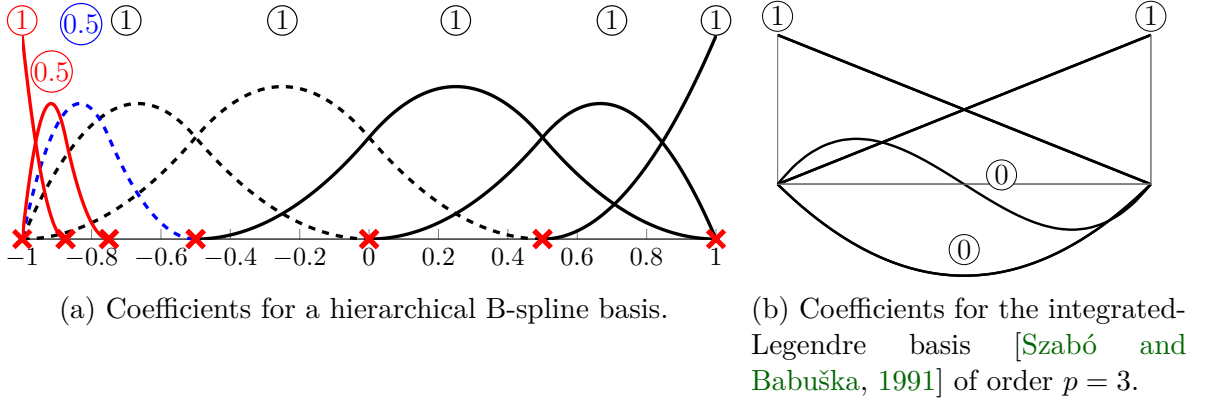 1 0.5 1 1 1 1 1
0.5
−1 −0.8 −0.6 −0.4 −0.2 0 0.2 0.4 0.6 0.8 1
(a) Coefficients for a hierarchical B-spline basis.
1 1
0
0
(b) Coefficients for the integrated-
Legendre basis [Szabó and
Babuška, 1991] of order p = 3.